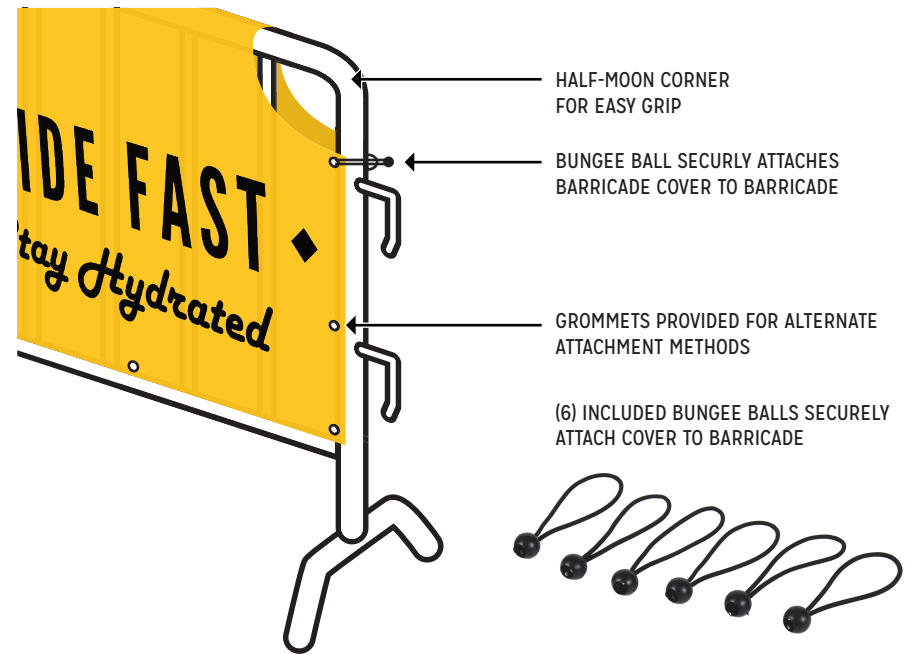 IDE FAST
tay Hydrated
HALF-MOON CORNER
FOR EASY GRIP
BUNGEE BALL SECURLY ATTACHES
BARRICADE COVER TO BARRICADE
GROMMETS PROVIDED FOR ALTERNATE
ATTACHMENT METHODS
(6) INCLUDED BUNGEE BALLS SECURELY
ATTACH COVER TO BARRICADE